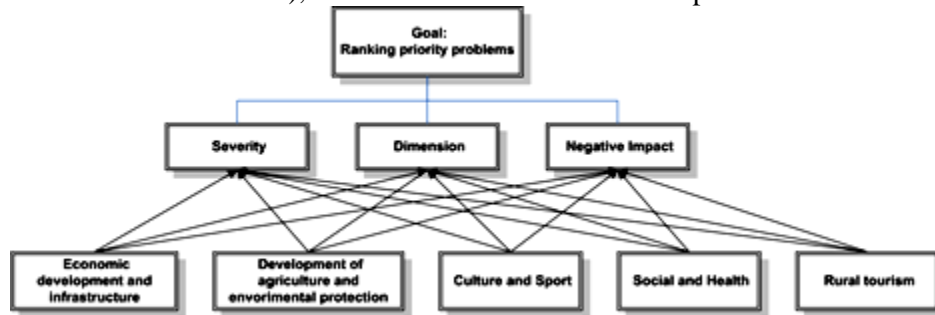 Goal:
Ranking priority problems
Severity
Dimension
Negative Impact
Economic
development and
infrastructure
Development of
agriculture and
envorimental protection
Culture and Sport
Social and Health
Rural tourism